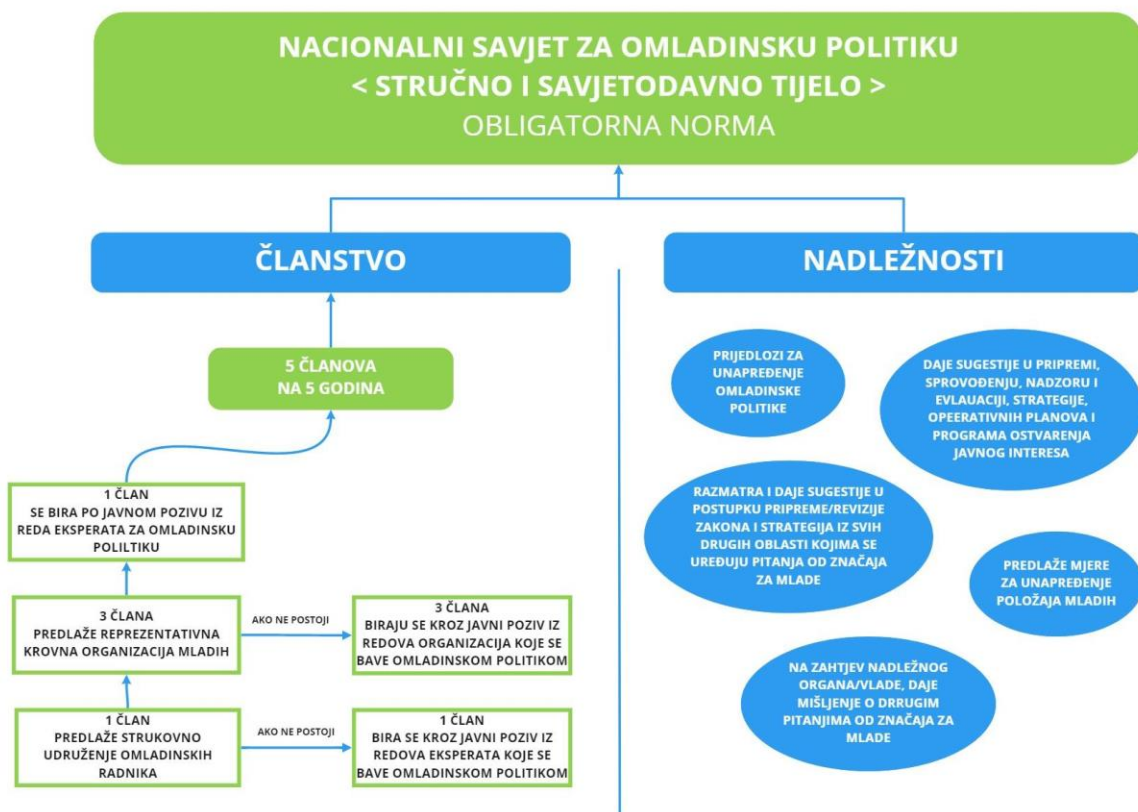 NACIONALNI SAVJET ZA OMLADINSKU POLITIKU
< STRUČNO I SAVJETODAVNO TIJELO >
OBLIGATORNA NORMA
ČLANSTVO
5 ČLANOVA
NA 5 GODINA
1 ČLAN
SE BIRA PO JAVNOM POZIVU IZ
REDA EKSPERATA ZA OMLADINSKU
POLILTIKU
3 ČLANA
PREDLAŽE REPREZENTATIVNA
KROVNA ORGANIZACIJA MLADIH
AKO NE POSTOJI
3 ČLANA
BIRAJU SE KROZ JAVNI POZIV IZ
REDOVA ORGANIZACIJA KOJE SE
BAVE OMLADINSKOM POLITIKOM
1 ČLAN
PREDLAŽE STRUKOVNO
UDRUŽENJE OMLADINSKIH
RADNIKA
AKO NE POSTOJI
1 ČLAN
BIRA SE KROZ JAVNI POZIV IZ
REDOVA EKSPERATA KOJE SE
BAVE OMLADINSKOM POLITIKOM
NADLEŽNOSTI
PRIJEDLOZI ZA
UNAPREĐENJE
OMLADINSKE
POLITIKE
DAJE SUGESTIJE U PRIPREMI,
SPROVOĐENJU, NADZORU I
EVLAUACIJI, STRATEGIJE,
OPEERATIVNIH PLANOVA I
PROGRAMA OSTVARENJA
JAVNOG INTERESA
RAZMATRA I DAJE SUGESTIJE U
POSTUPKU PRIPREME/REVIZIJE
ZAKONA I STRATEGIJA IZ SVIH
DRUGIH OBLASTI KOJIMA SE
UREĐUJU PITANJA OD ZNAČAJA
ZA MLADE
PREDLAŽE MJERE
ZA UNAPREĐENJE
POLOŽAJA MLADIH
NA ZAHTJEV NADLEŽNOG
ORGANA/VLADE, DAJE
MIŠLJENJE O DRRUGIM
PITANJIMA OD ZNAČAJA ZA
MLADE